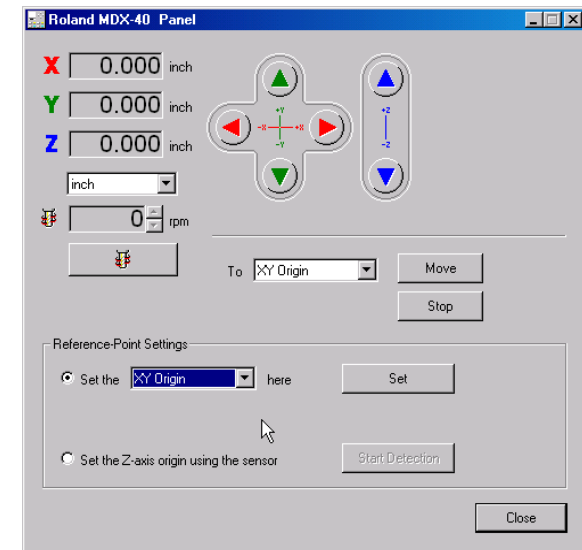 Roland MDX-40 Panel
X 0.000 inch
Y 0.000 inch
Z 0.000 inch
+Y
-X +X
-Y
+Z
-Z
inch
0 rpm
To XY Origin Move
Stop
Reference-Point Settings
Set the XY Origin here Set
Set the Z-axis origin using the sensor Start Detection
Close